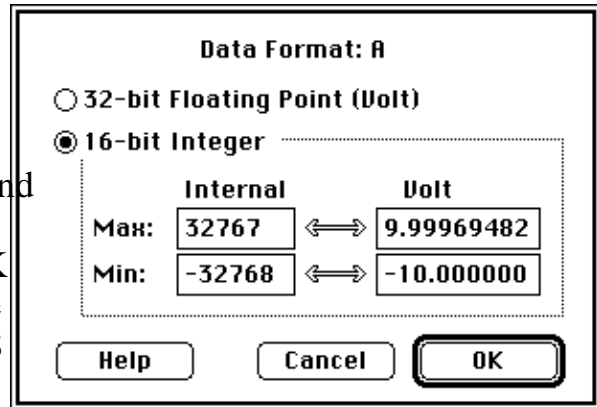 Data Format: A
32-bit Floating Point (Volt)
16-bit Integer
Internal Volt
Max: 32767 9.99969482
Min: -32768 -10.000000
Help Cancel OK